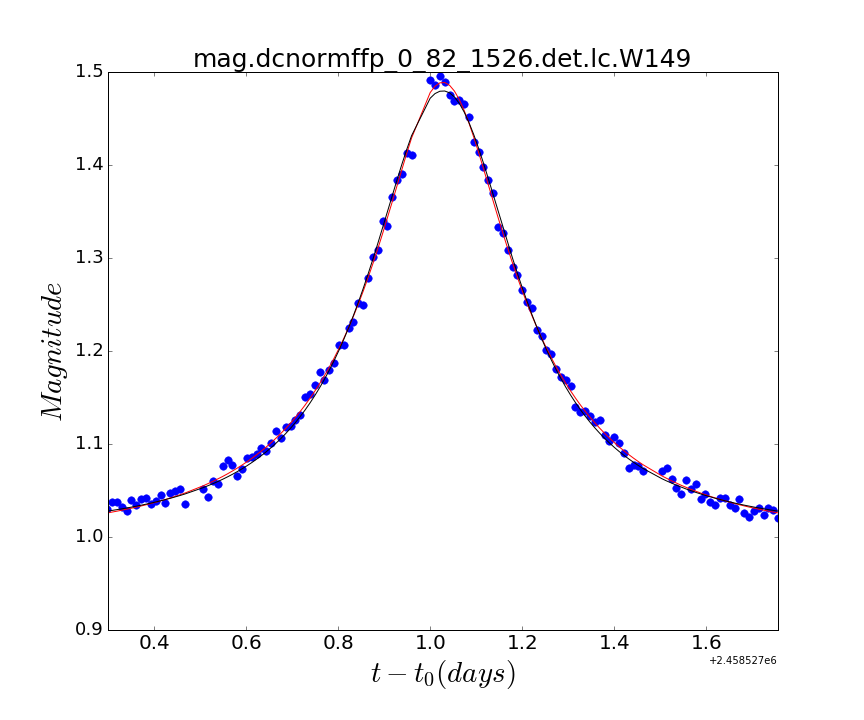 mag.dcnormffp_0_82_1526.det.lc.W149
1.5
1.4
1.3
1.2
1.1
1.0
0.9
Magnitude
0.4 0.6 0.8 1.0 1.2 1.4 1.6
+2.458527e6
t − t₀(days)